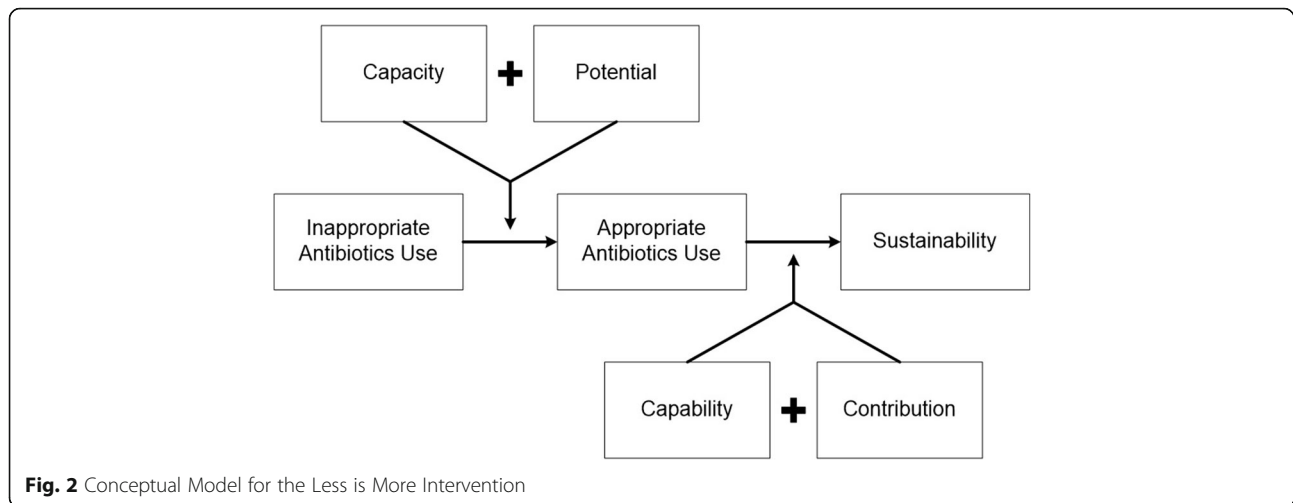 Capacity + Potential
Inappropriate
Antibiotics Use
Appropriate
Antibiotics Use
Sustainability
Capability + Contribution
Fig. 2 Conceptual Model for the Less is More Intervention